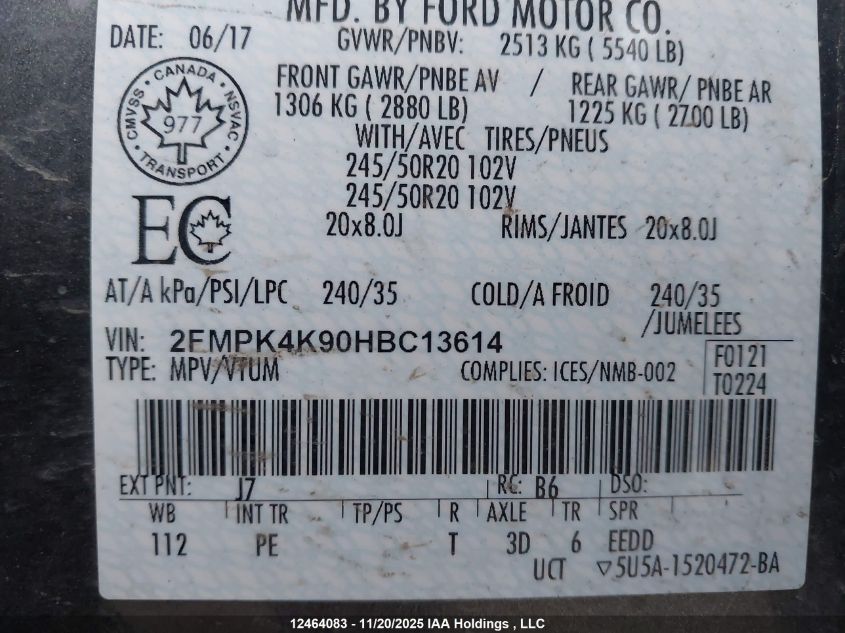 MFD. BY FORD MOTOR CO.
DATE: 06/17 GVWR/PNBV: 2513 KG ( 5540 LB)
FRONT GAWR/PNBE AV / REAR GAWR/ PNBE AR
1306 KG ( 2880 LB) 1225 KG ( 2700 LB)
WITH/AVEC TIRES/PNEUS
CANADA
CMVSS 977 NSVAC
TRANSPORT
245/50R20 102V
245/50R20 102V
EC
20x8.0J RIMS/JANTES 20x8.0J
AT/A kPa/PSI/LPC 240/35 COLD/A FROID 240/35
/JUMELEES
VIN: 2FMPK4K90HBC13614
TYPE: MPV/VTUM COMPLIES: ICES/NMB-002
F0121
T0224
EXT PNT: J7 RC: B6 DSO:
WB INT TR TP/PS R AXLE TR SPR
112 PE T 3D 6 EEDD
UCT ▽5U5A-1520472-BA
12464083 - 11/20/2025 IAA Holdings , LLC